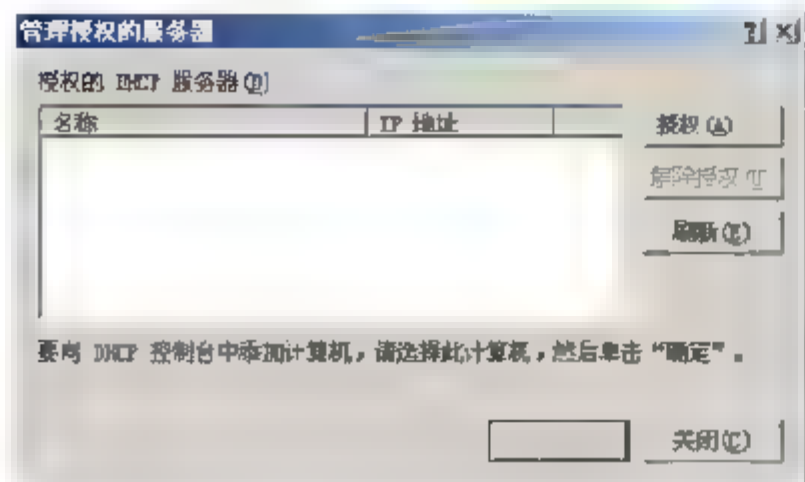 管理授权的服务器
授权的 DHCP 服务器(D)
名称
IP 地址
授权(A)
解除授权
刷新(E)
要向 DHCP 控制台中添加计算机，请选择此计算机，然后单击“确定”。
关闭(C)